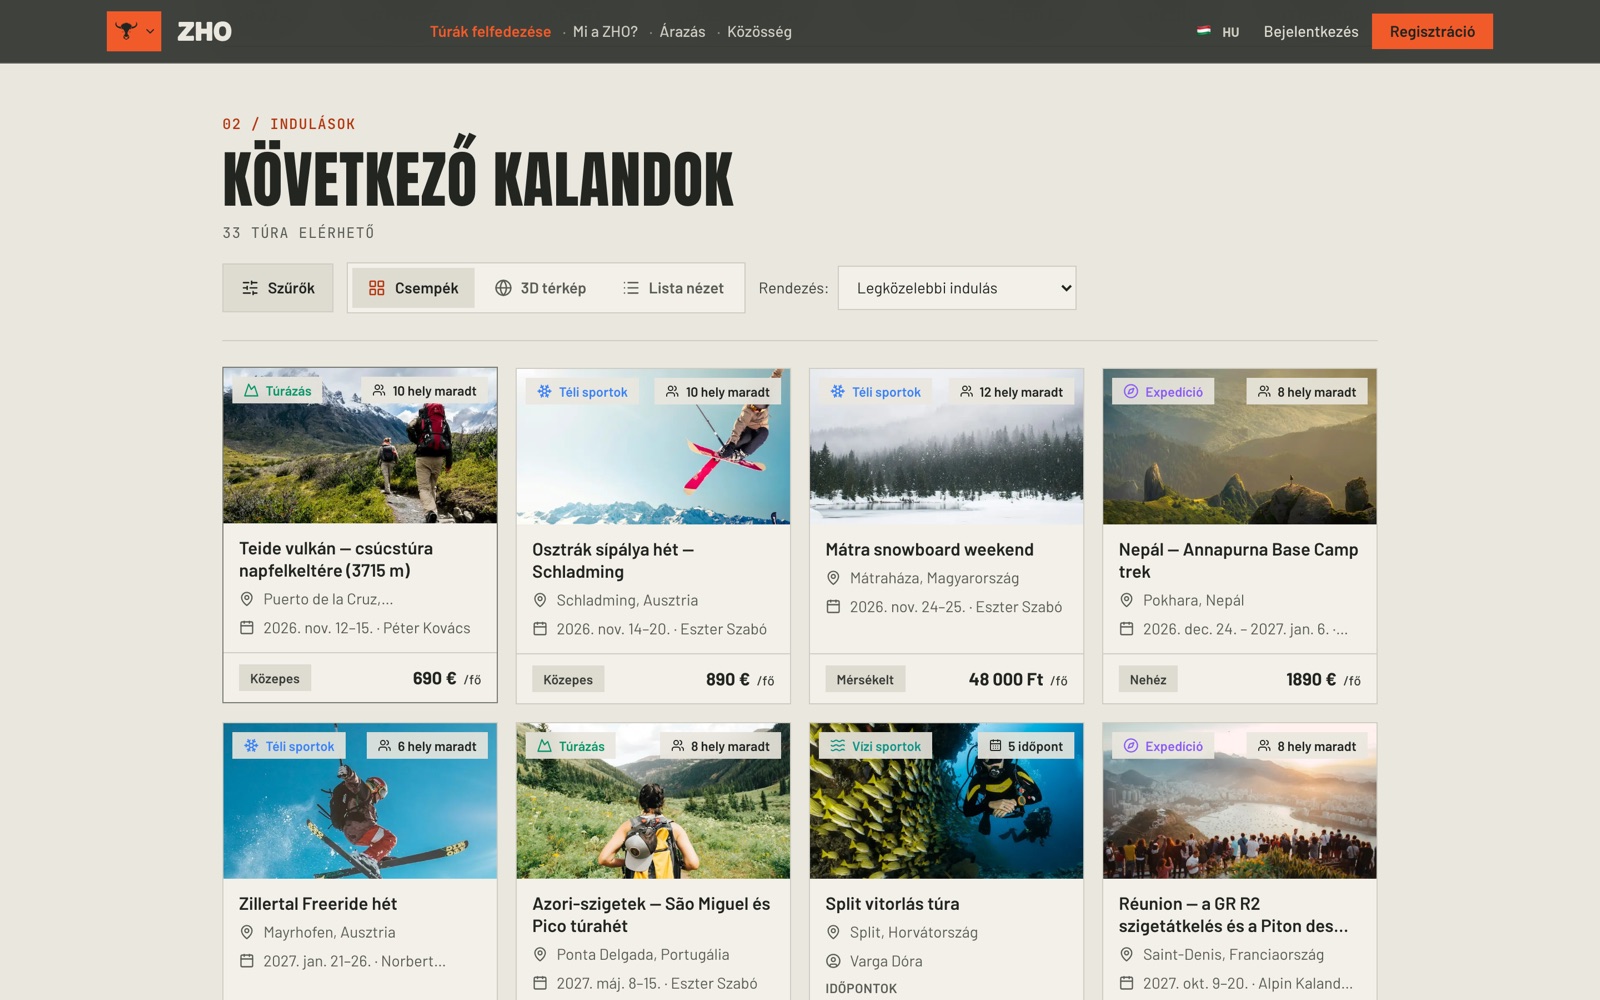 ZHO
Túrák felfedezése · Mi a ZHO? · Árazás · Közösség
HU
Bejelentkezés
Regisztráció
02 / INDULÁSOK
KÖVETKEZŐ KALANDOK
33 TÚRA ELÉRHETŐ
Szűrők
Csempék
3D térkép
Lista nézet
Rendezés:
Legközelebbi indulás
Túrázás
10 hely maradt
Teide vulkán – csúcstúra
napfelkeltére (3715 m)
Puerto de la Cruz,...
2026. nov. 12–15. · Péter Kovács
Közepes
690 € /fő
Téli sportok
10 hely maradt
Osztrák sípálya hét –
Schladming
Schladming, Ausztria
2026. nov. 14–20. · Eszter Szabó
Közepes
890 € /fő
Téli sportok
12 hely maradt
Mátra snowboard weekend
Mátraháza, Magyarország
2026. nov. 24–25. · Eszter Szabó
Mérsékelt
48 000 Ft /fő
Expedíció
8 hely maradt
Nepál – Annapurna Base Camp
trek
Pokhara, Nepál
2026. dec. 24. – 2027. jan. 6. ·...
Nehéz
1890 € /fő
Téli sportok
6 hely maradt
Zillertal Freeride hét
Mayrhofen, Ausztria
2027. jan. 21–26. · Norbert...
Túrázás
8 hely maradt
Azori-szigetek – São Miguel és
Pico túrahét
Ponta Delgada, Portugália
2027. máj. 8–15. · Eszter Szabó
Vízi sportok
5 időpont
Split vitorlás túra
Split, Horvátország
Varga Dóra
IDŐPONTOK
Expedíció
8 hely maradt
Réunion – a GR R2
szigetátkelés és a Piton des...
Saint-Denis, Franciaország
2027. okt. 9–20. · Alpin Kaland...